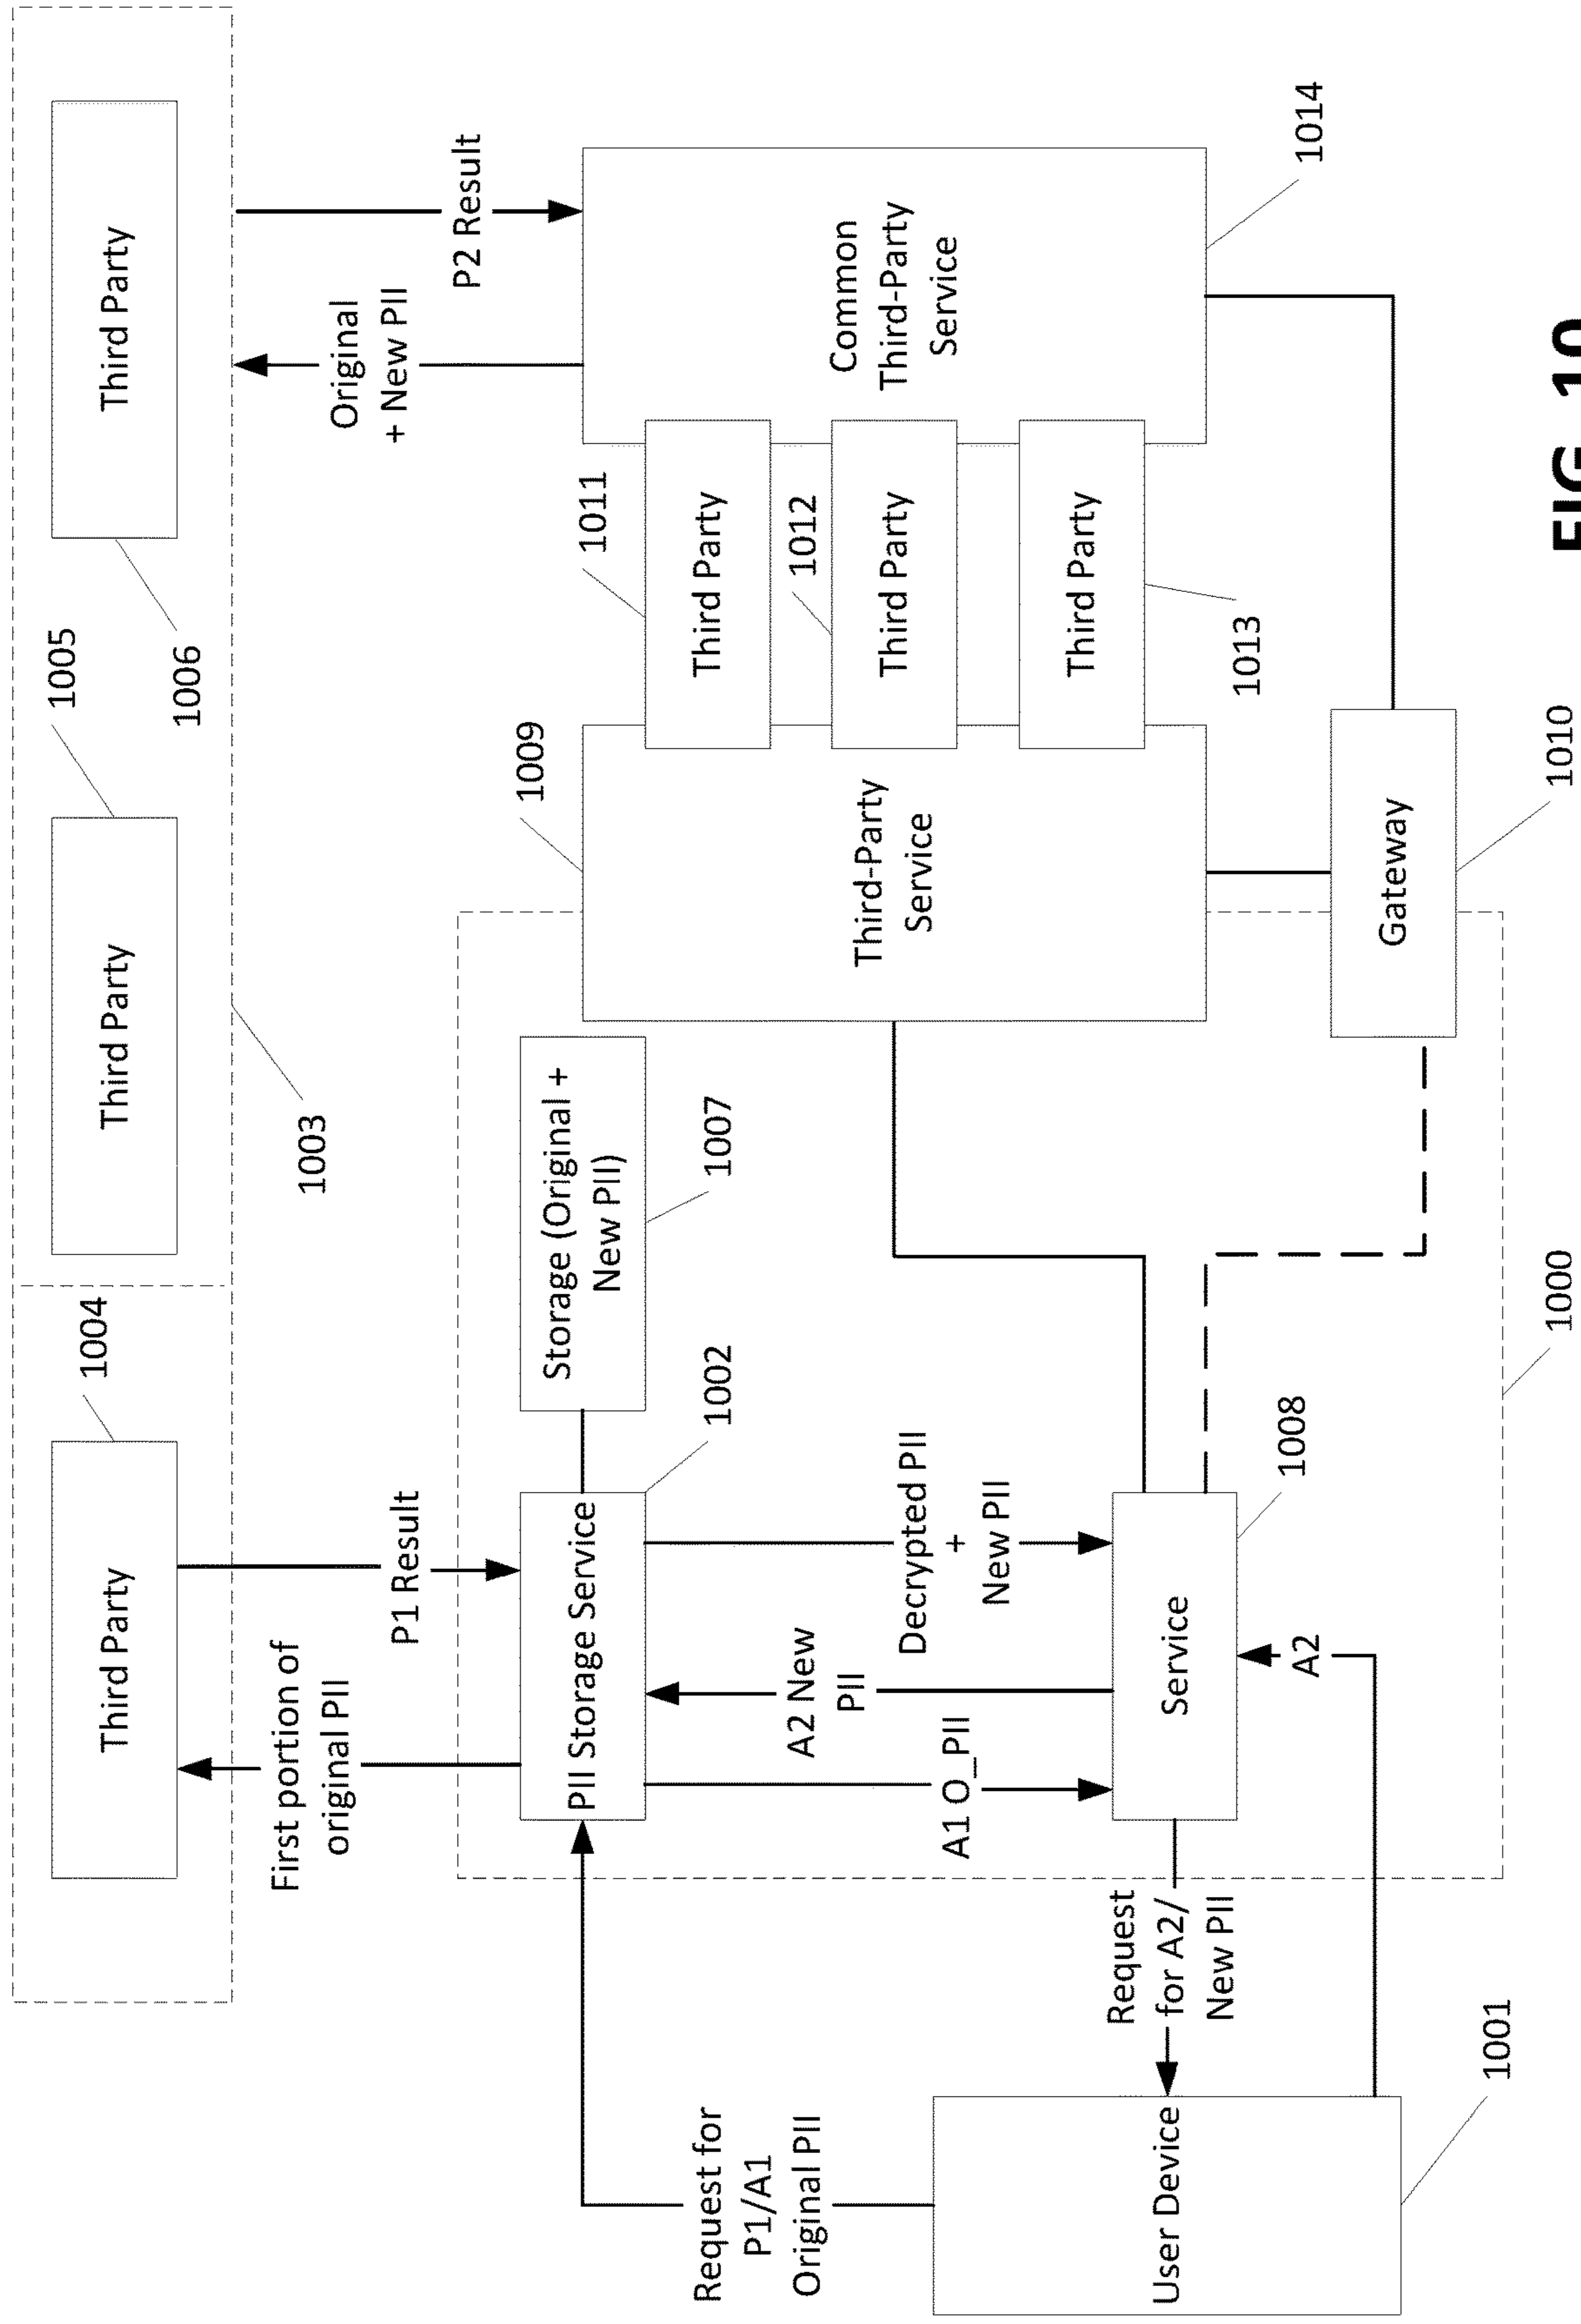 Third Party
1004
Third Party
1005
Third Party
1006
1003
First portion of
original PII
P1 Result
Original
+ New PII
P2 Result
PII Storage Service
1002
Storage (Original +
New PII)
1007
Request for
P1/A1
Original PII
A1 O_PII
A2 New
PII
Decrypted PII
+
New PII
Third-Party
Service
1009
Third Party
1011
Third Party
1012
Third Party
1013
Common
Third-Party
Service
1014
User Device
1001
Request
for A2/
New PII
Service
1008
A2
Gateway
1010
1000
FIG. 10